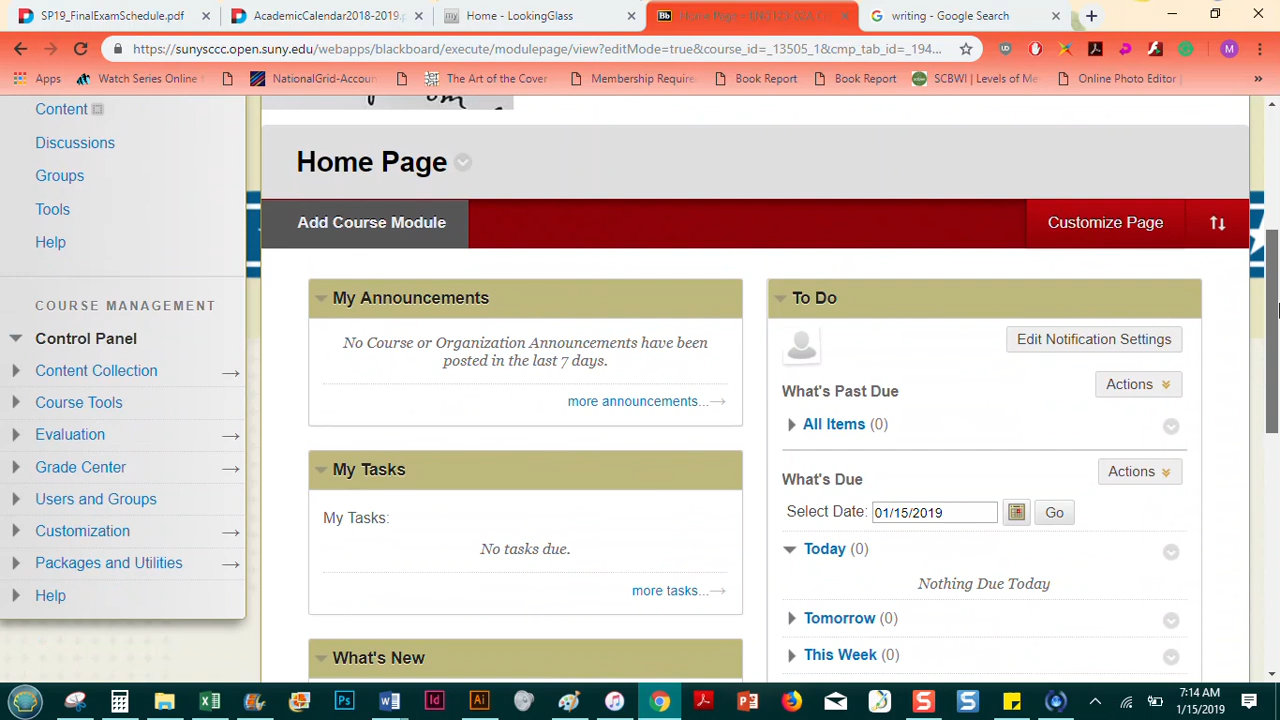 SP19_FinalExamSchedule.pdf
AcademicCalendar2018-2019.p
Home - LookingGlass
writing - Google Search
https://sunysccc.open.suny.edu/webapps/blackboard/execute/modulepage/view?editMode=true&course_id=_13505_1&cmp_tab_id=_194...
M
Apps
Watch Series Online
NationalGrid-Accoun
The Art of the Cover
Membership Require
Book Report
Book Report
SCBWI | Levels of Me
Online Photo Editor
»
Content
Discussions
Groups
Tools
Help
COURSE MANAGEMENT
Control Panel
Content Collection
Course Tools
Evaluation
Grade Center
Users and Groups
Customization
Packages and Utilities
Help
Home Page
Add Course Module
Customize Page
My Announcements
No Course or Organization Announcements have been
posted in the last 7 days.
more announcements...
My Tasks
My Tasks:
No tasks due.
more tasks...
What's New
To Do
Edit Notification Settings
What's Past Due
Actions
All Items (0)
What's Due
Actions
Select Date: 01/15/2019 Go
Today (0)
Nothing Due Today
Tomorrow (0)
This Week (0)
7:14 AM
1/15/2019